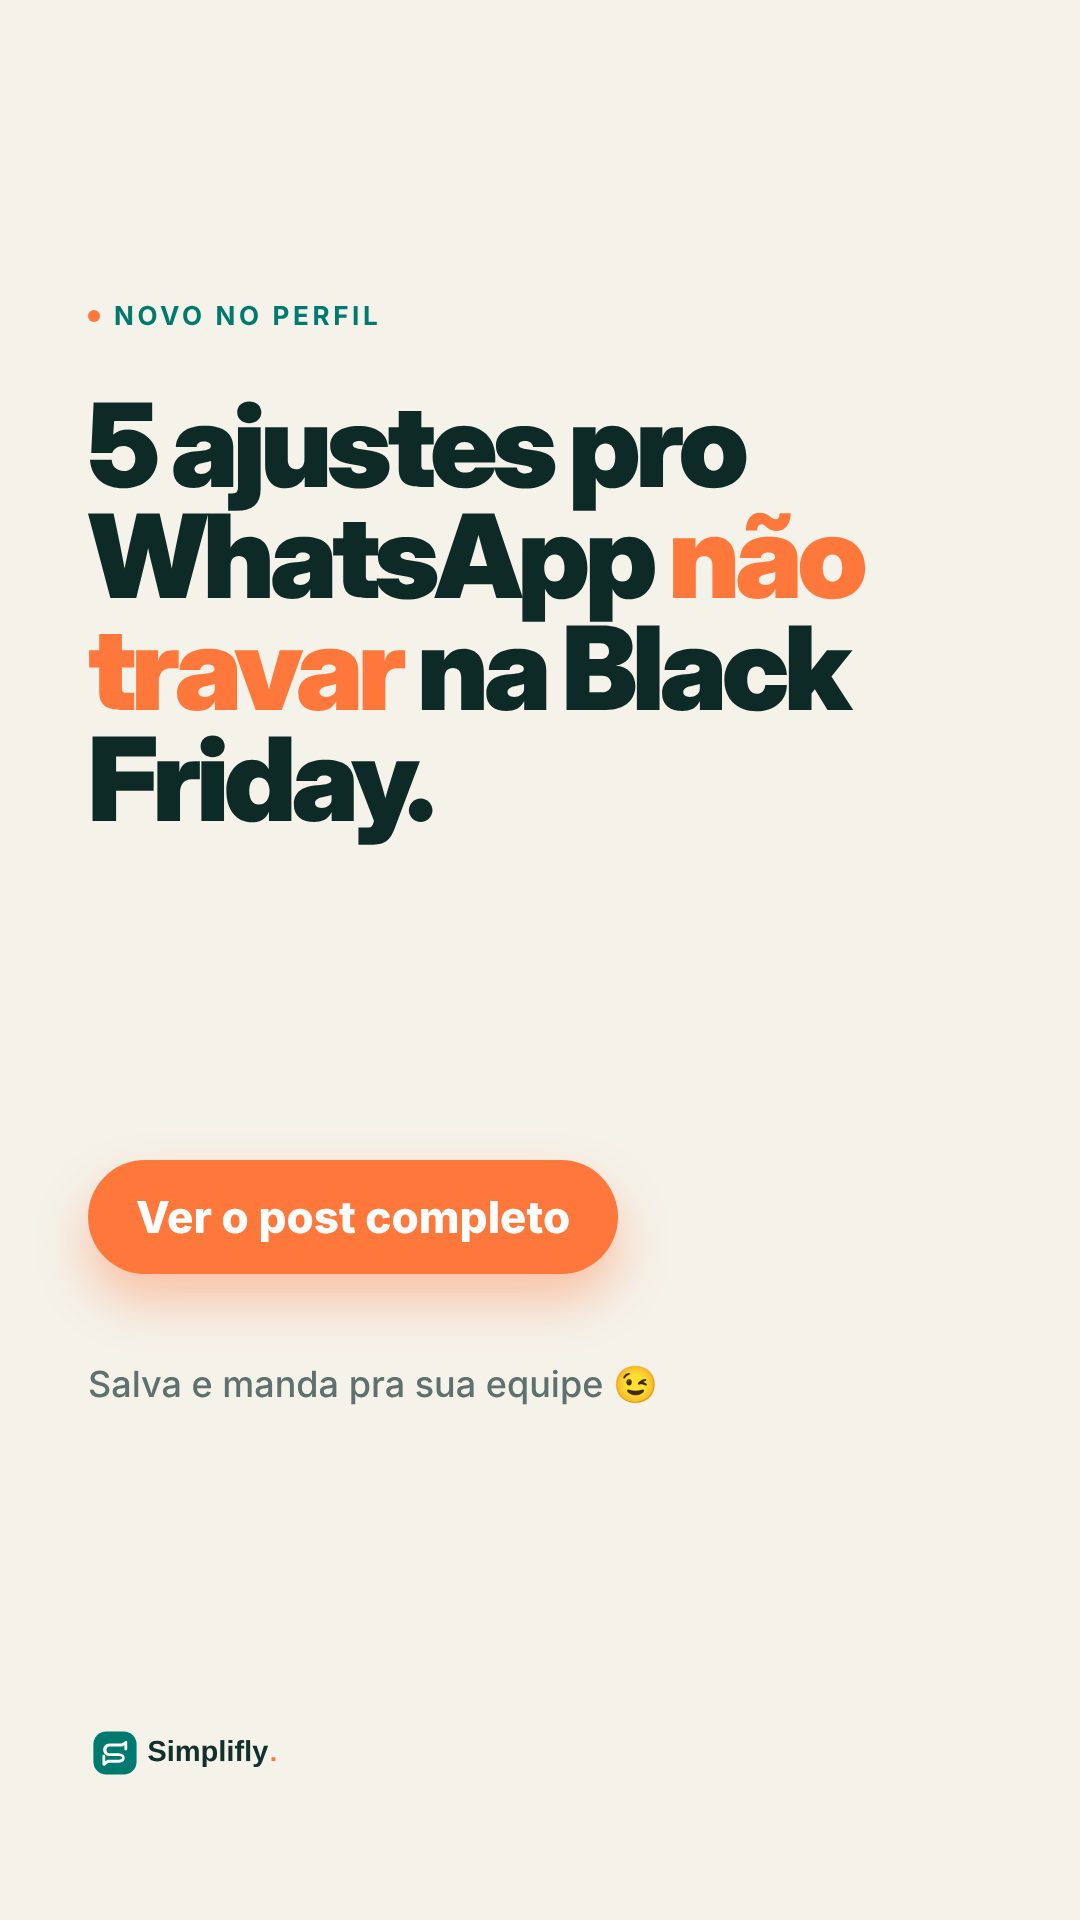 NOVO NO PERFIL
5 ajustes pro
WhatsApp não
travar na Black
Friday.
Ver o post completo
Salva e manda pra sua equipe 😉
Simplifly.